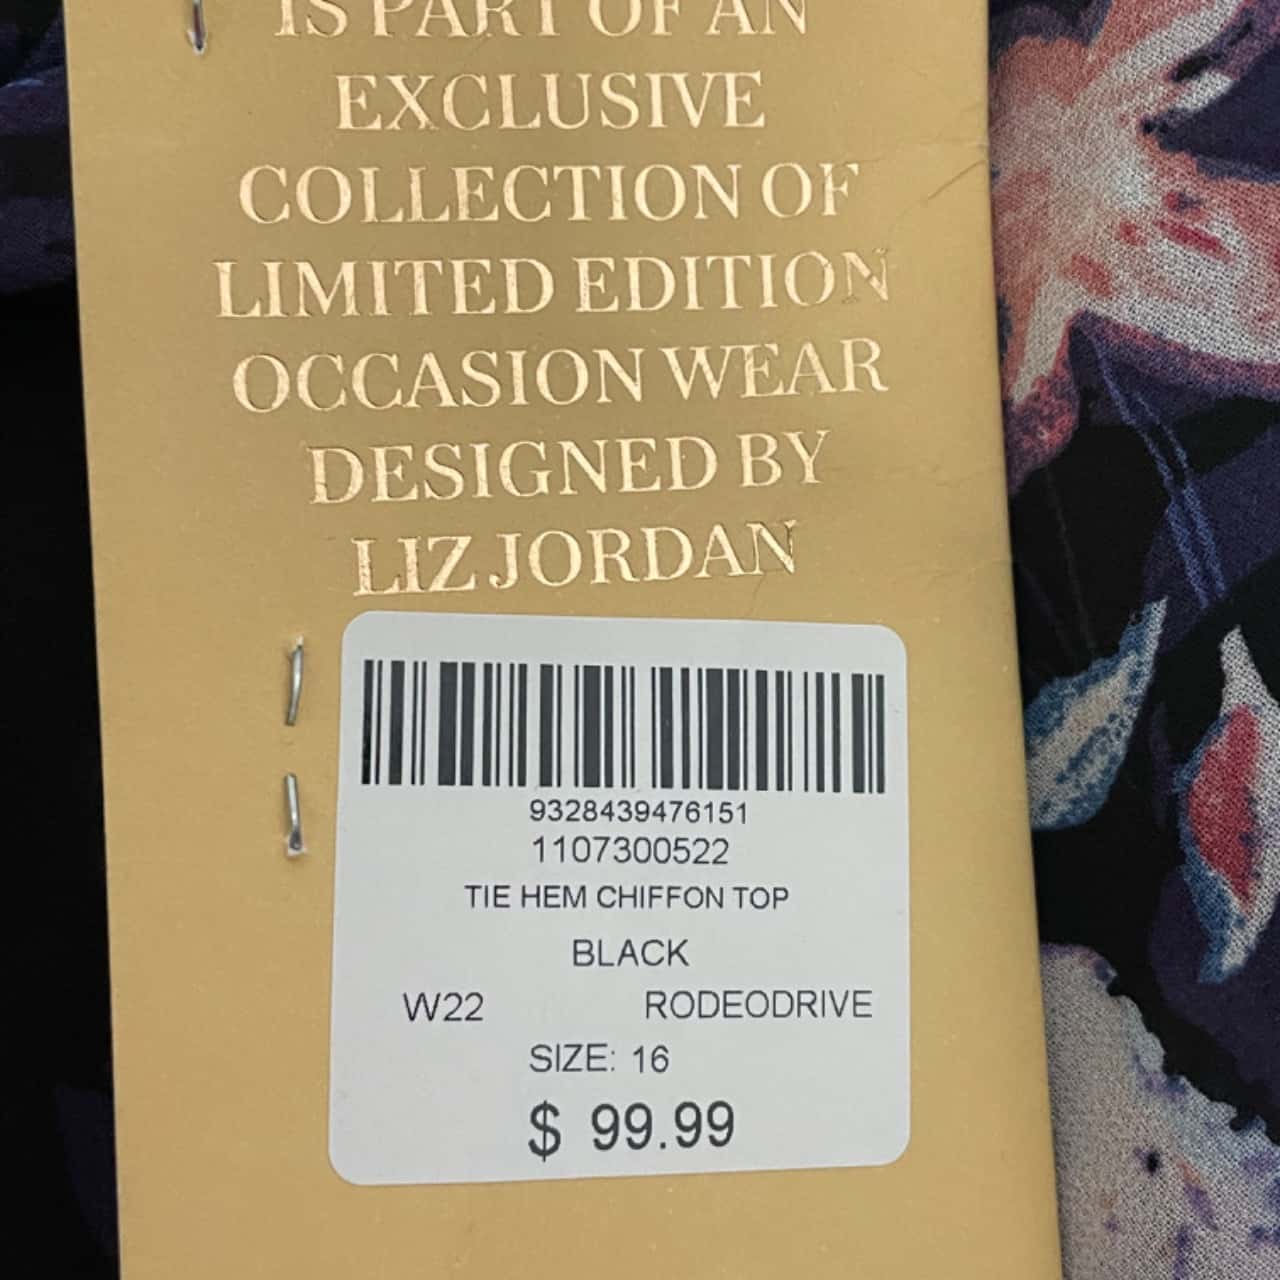 IS PART OF AN
EXCLUSIVE
COLLECTION OF
LIMITED EDITION
OCCASION WEAR
DESIGNED BY
LIZ JORDAN
9328439476151
1107300522
TIE HEM CHIFFON TOP
BLACK
W22 RODEODRIVE
SIZE: 16
$ 99.99